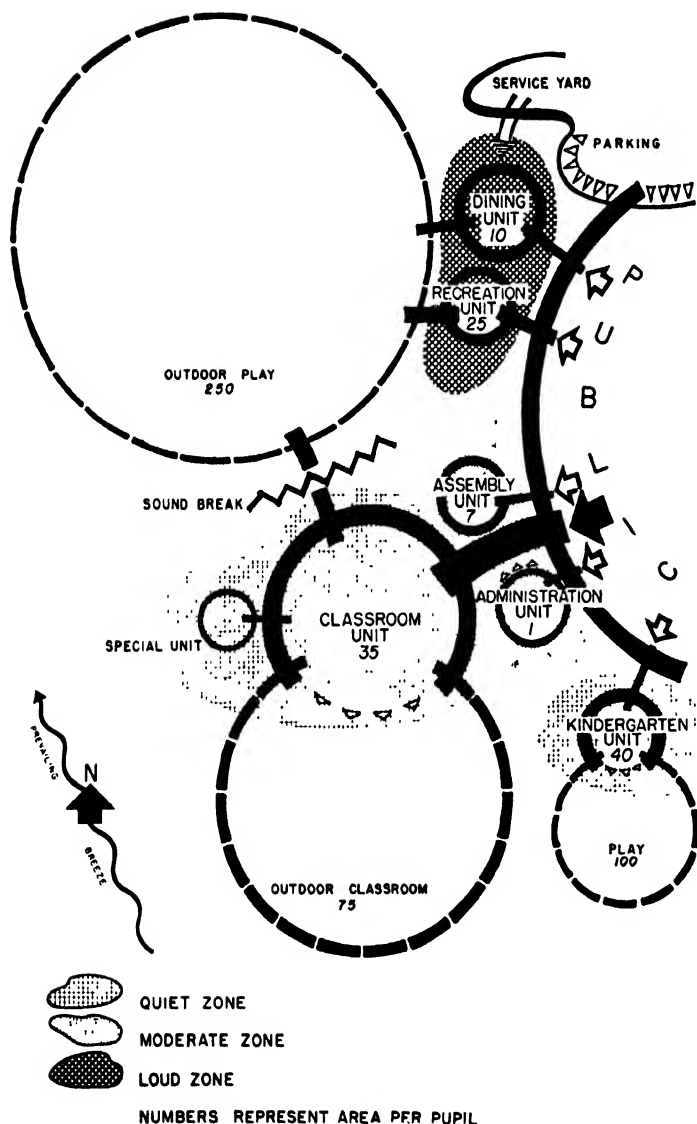 SERVICE YARD
PARKING
DINING
UNIT
10
RECREATION
UNIT
25
P
U
B
L
I
C
OUTDOOR PLAY
250
SOUND BREAK
ASSEMBLY
UNIT
7
ADMINISTRATION
UNIT
1
CLASSROOM
UNIT
35
SPECIAL UNIT
KINDERGARTEN
UNIT
40
PREVAILING
N
BREEZE
PLAY
100
OUTDOOR CLASSROOM
75
QUIET ZONE
MODERATE ZONE
LOUD ZONE
NUMBERS REPRESENT AREA PER PUPIL